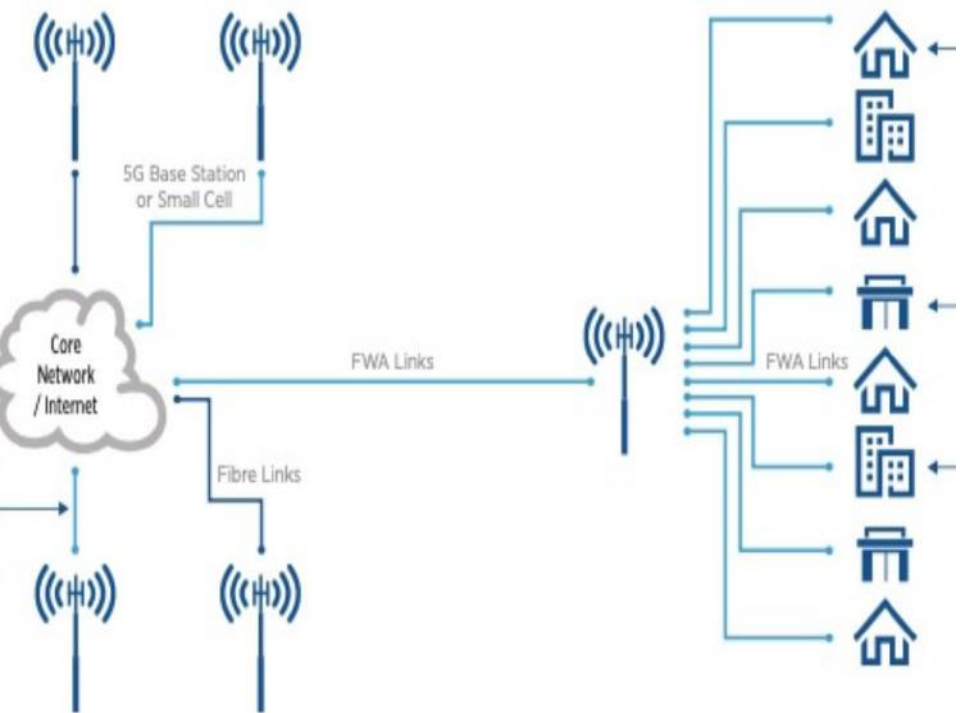 5G Base Station
or Small Cell
Core
Network
/ Internet
FWA Links
FWA Links
Fibre Links